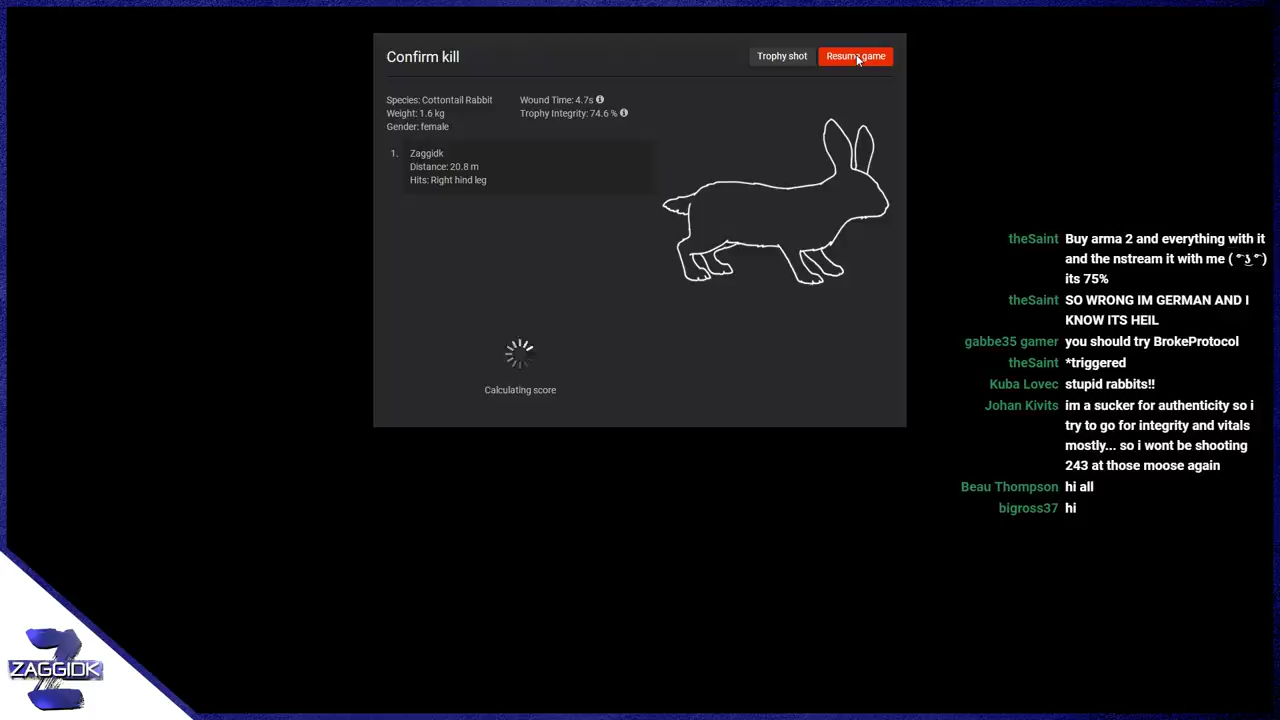 Confirm kill
Trophy shot
Resume game
Species: Cottontail Rabbit
Weight: 1.6 kg
Gender: female
Wound Time: 4.7s
Trophy Integrity: 74.6 %
1.
Zaggidk
Distance: 20.8 m
Hits: Right hind leg
Calculating score
theSaint Buy arma 2 and everything with it
and the nstream it with me ( ͡° ͜ʖ ͡°)
its 75%
theSaint SO WRONG IM GERMAN AND I
KNOW ITS HEIL
gabbe35 gamer you should try BrokeProtocol
theSaint *triggered
Kuba Lovec stupid rabbits!!
Johan Kivits im a sucker for authenticity so i
try to go for integrity and vitals
mostly... so i wont be shooting
243 at those moose again
Beau Thompson hi all
bigross37 hi
ZAGGIDK